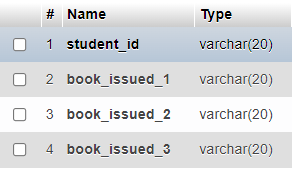 # Name Type
1 student_id varchar(20)
2 book_issued_1 varchar(20)
3 book_issued_2 varchar(20)
4 book_issued_3 varchar(20)